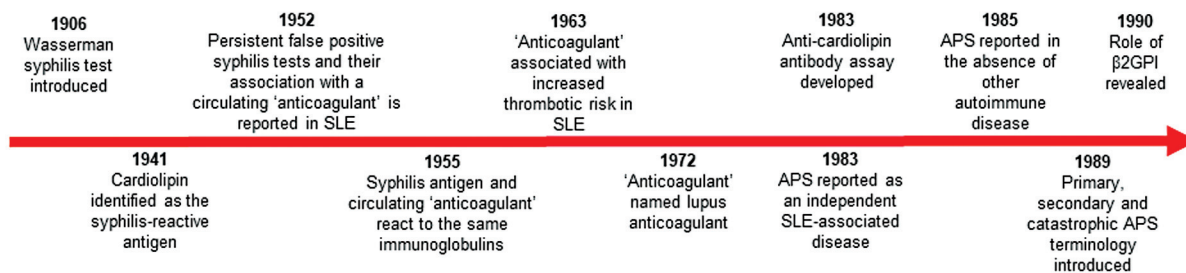 1906
Wasserman
syphilis test
introduced
1952
Persistent false positive
syphilis tests and their
association with a
circulating ‘anticoagulant’ is
reported in SLE
1963
‘Anticoagulant’
associated with
increased
thrombotic risk in
SLE
1983
Anti-cardiolipin
antibody assay
developed
1985
APS reported in
the absence of
other
autoimmune
disease
1990
Role of
β2GPI
revealed
1941
Cardiolipin
identified as the
syphilis-reactive
antigen
1955
Syphilis antigen and
circulating ‘anticoagulant’
react to the same
immunoglobulins
1972
‘Anticoagulant’
named lupus
anticoagulant
1983
APS reported as
an independent
SLE-associated
disease
1989
Primary,
secondary and
catastrophic APS
terminology
introduced